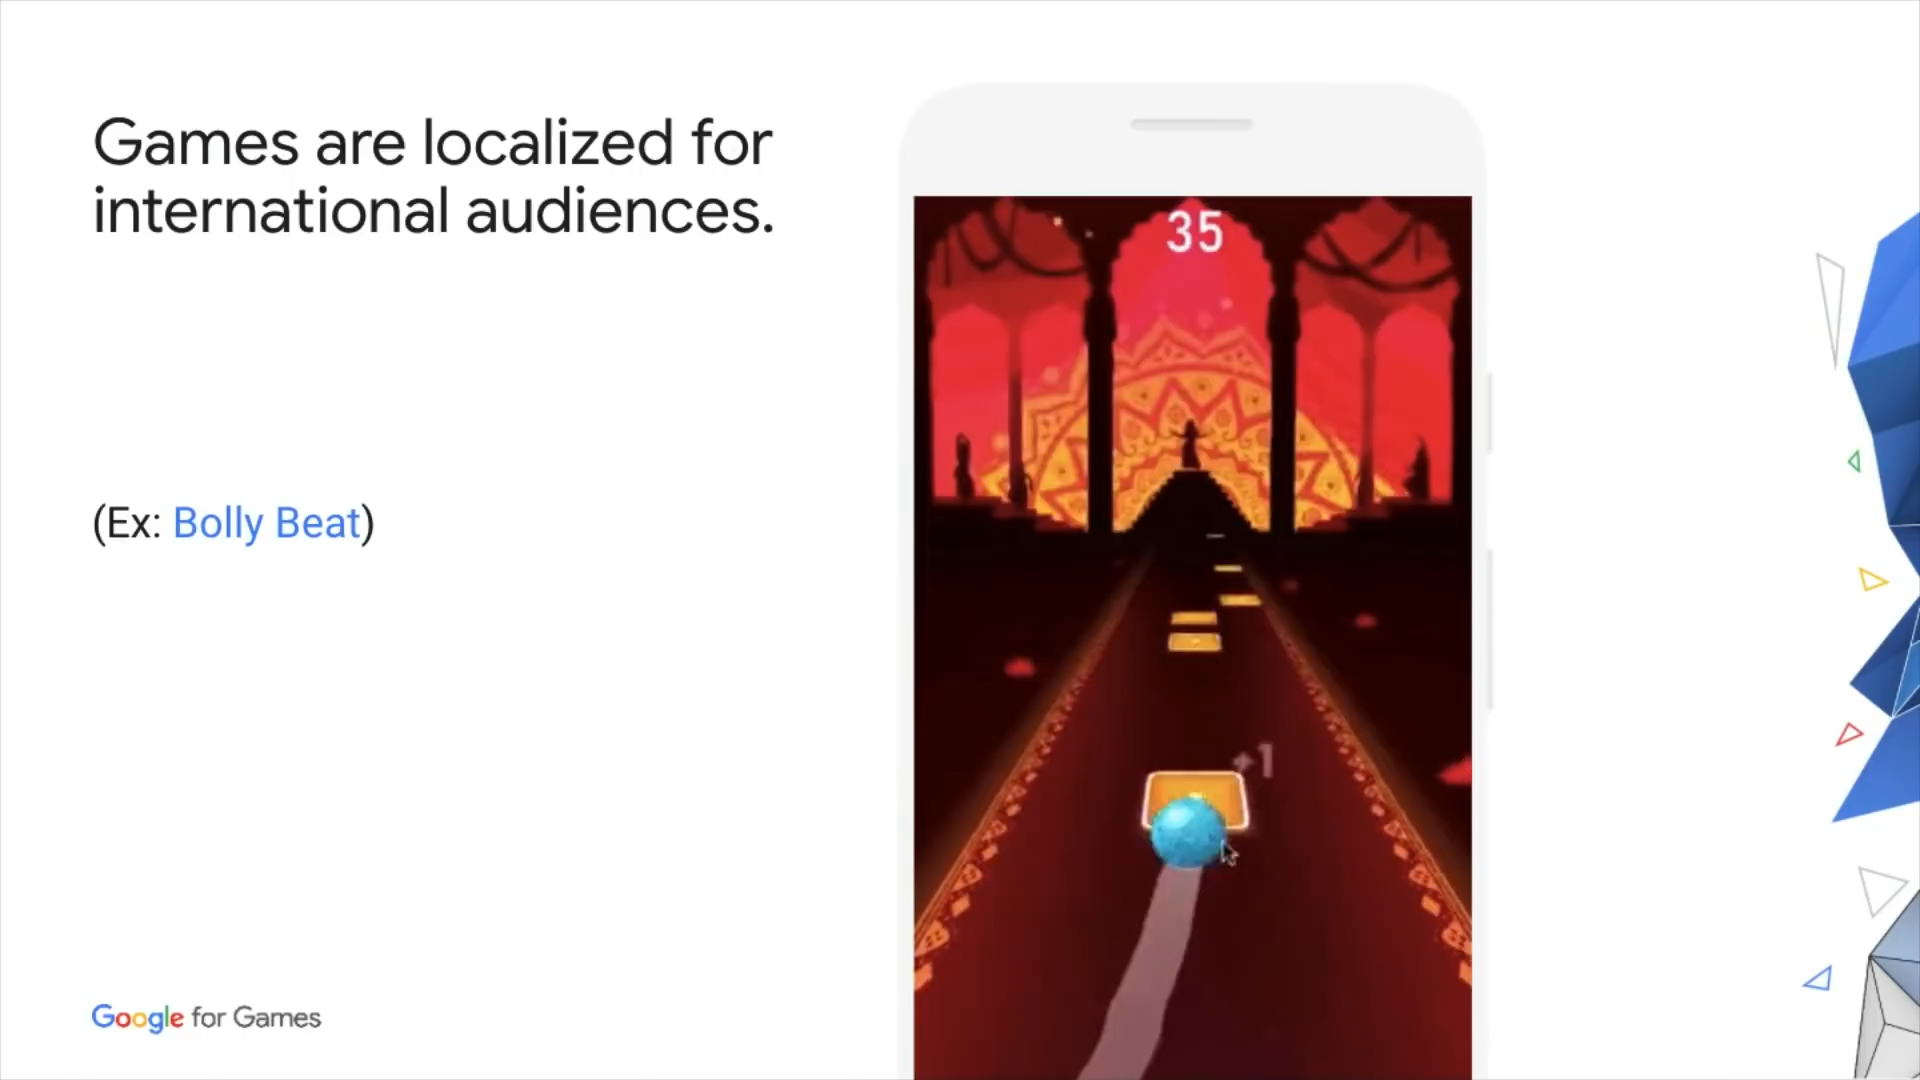 Games are localized for
international audiences.
(Ex: Bolly Beat)
35
+1
Google for Games